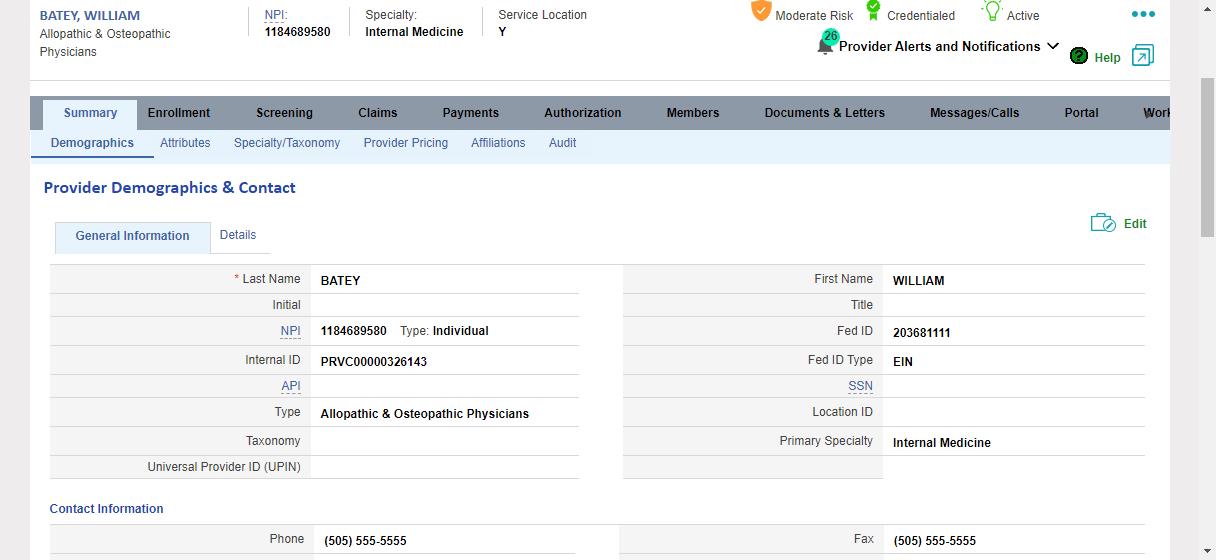 BATEY, WILLIAM
Allopathic & Osteopathic
Physicians
NPI:
1184689580
Specialty:
Internal Medicine
Service Location
Y
Moderate Risk
Credentialed
Active
26
Provider Alerts and Notifications
? Help
Summary Enrollment Screening Claims Payments Authorization Members Documents & Letters Messages/Calls Portal
Demographics Attributes Specialty/Taxonomy Provider Pricing Affiliations Audit
Provider Demographics & Contact
Edit
General Information Details
* Last Name BATEY First Name WILLIAM
Initial Title
NPI 1184689580 Type: Individual Fed ID 203681111
Internal ID PRVC00000326143 Fed ID Type EIN
API SSN
Type Allopathic & Osteopathic Physicians Location ID
Taxonomy Primary Specialty Internal Medicine
Universal Provider ID (UPIN)
Contact Information
Phone (505) 555-5555 Fax (505) 555-5555